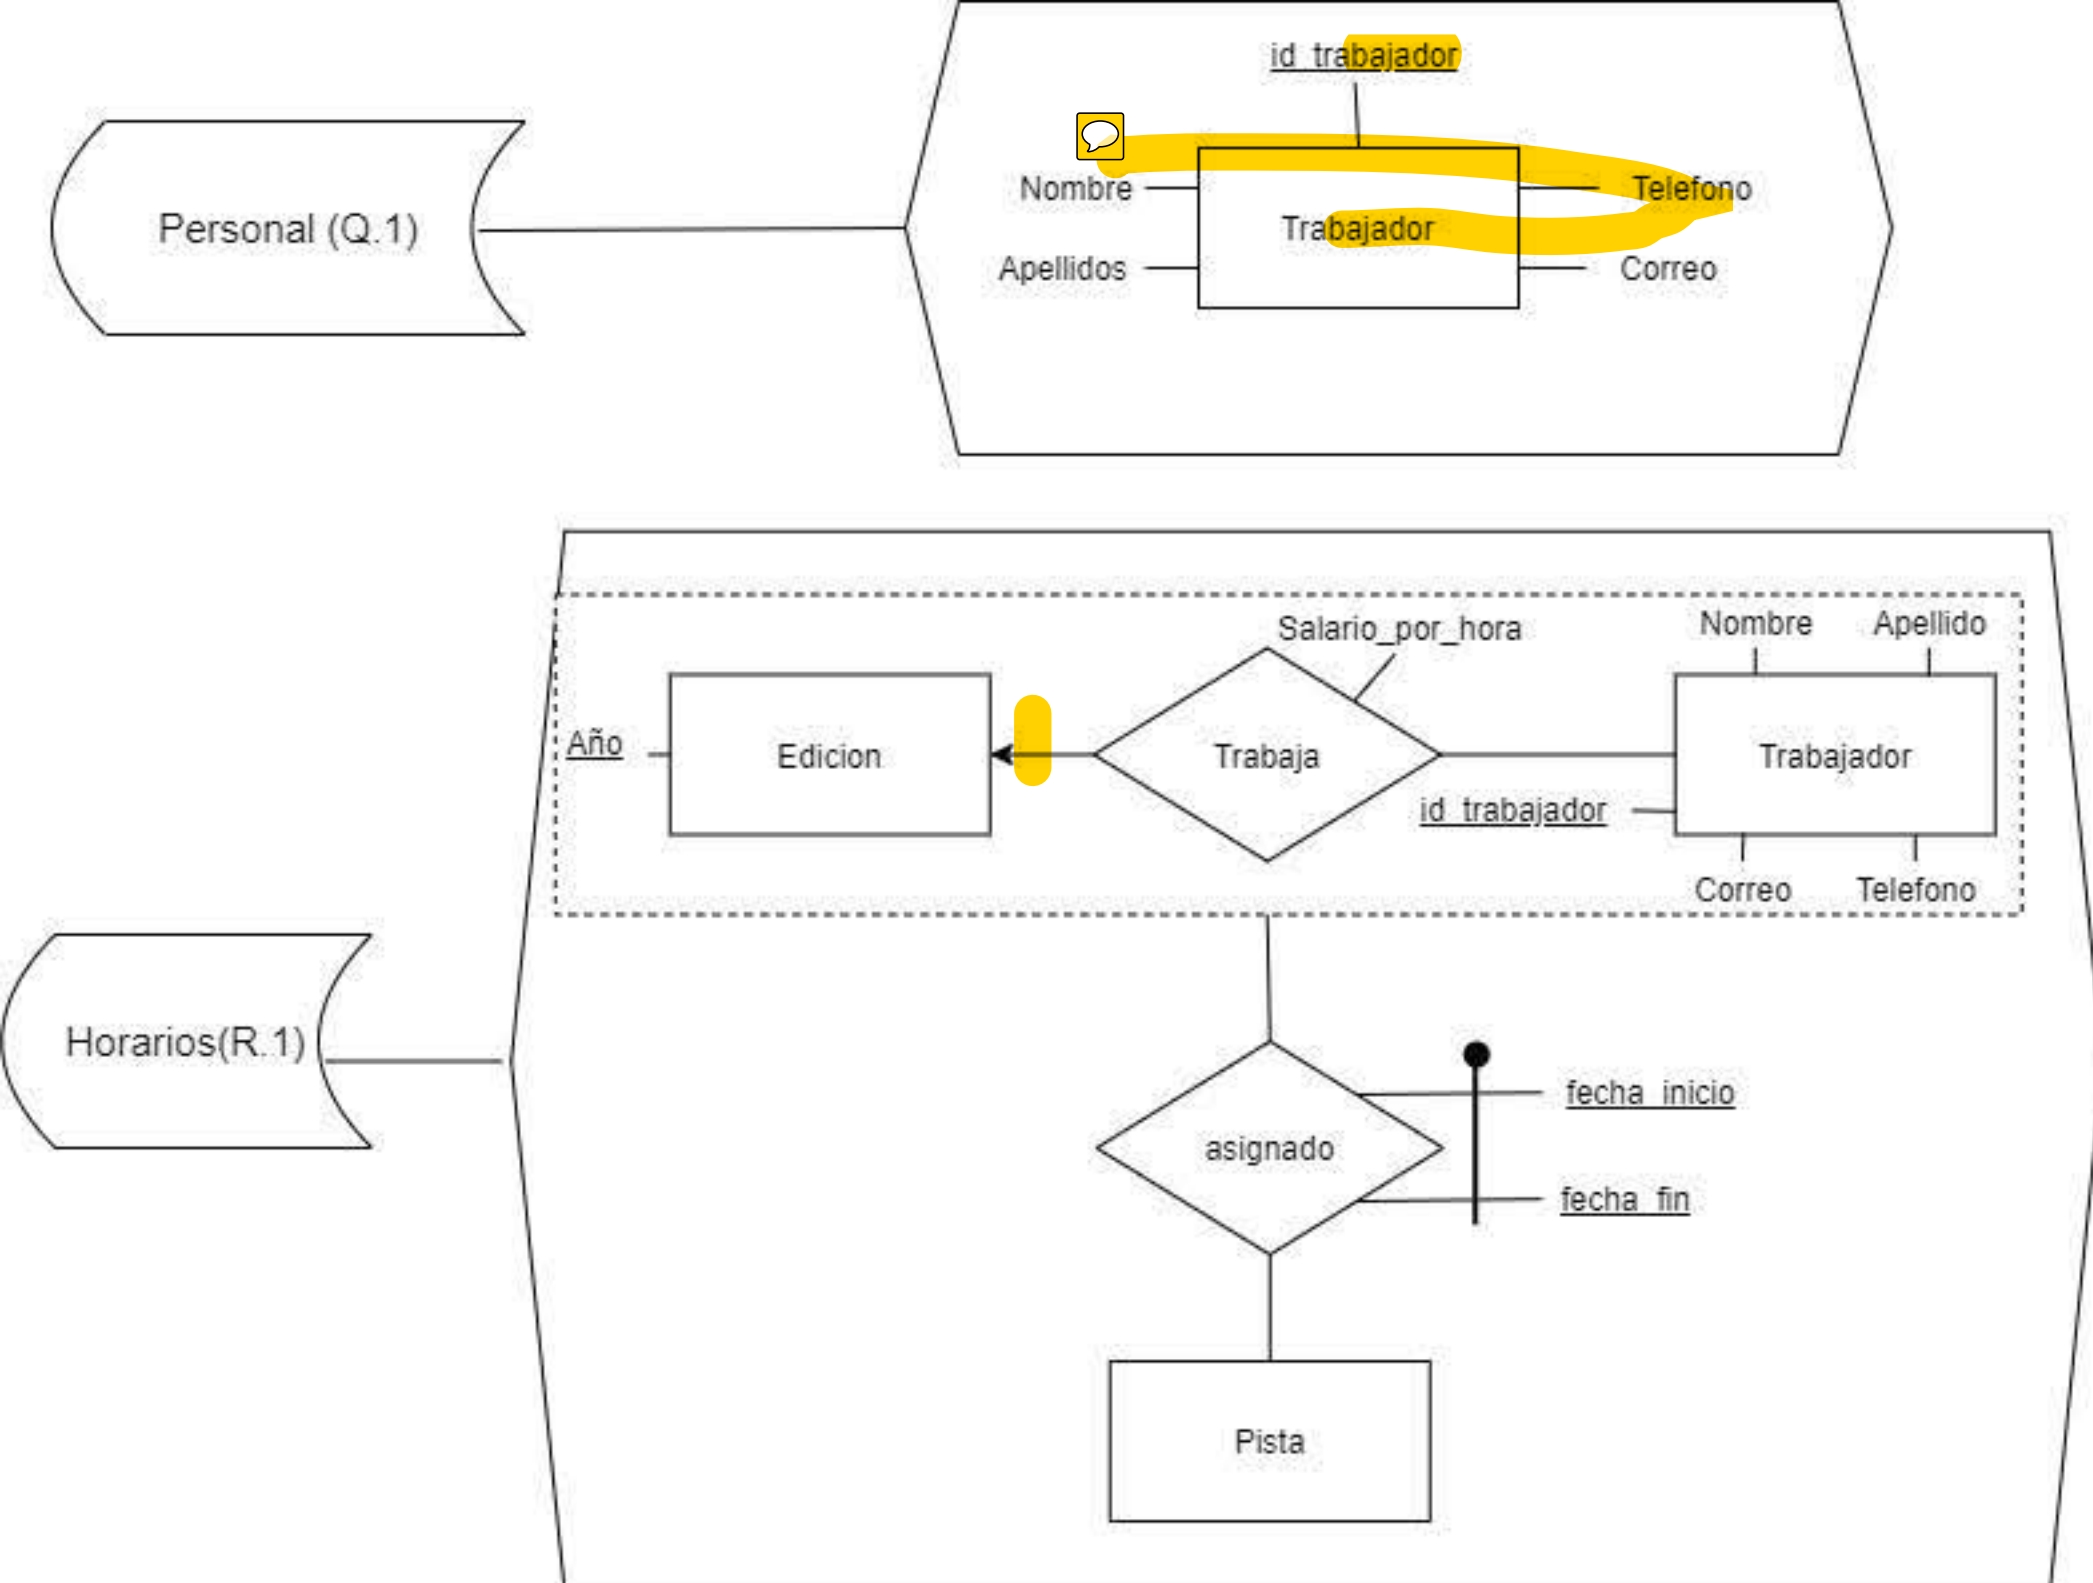 id_trabajador
Nombre
Telefono
Personal (Q.1)
Trabajador
Apellidos
Correo
Salario_por_hora
Nombre
Apellido
Año
Edicion
Trabaja
Trabajador
id_trabajador
Correo
Telefono
Horarios(R.1)
fecha_inicio
asignado
fecha_fin
Pista